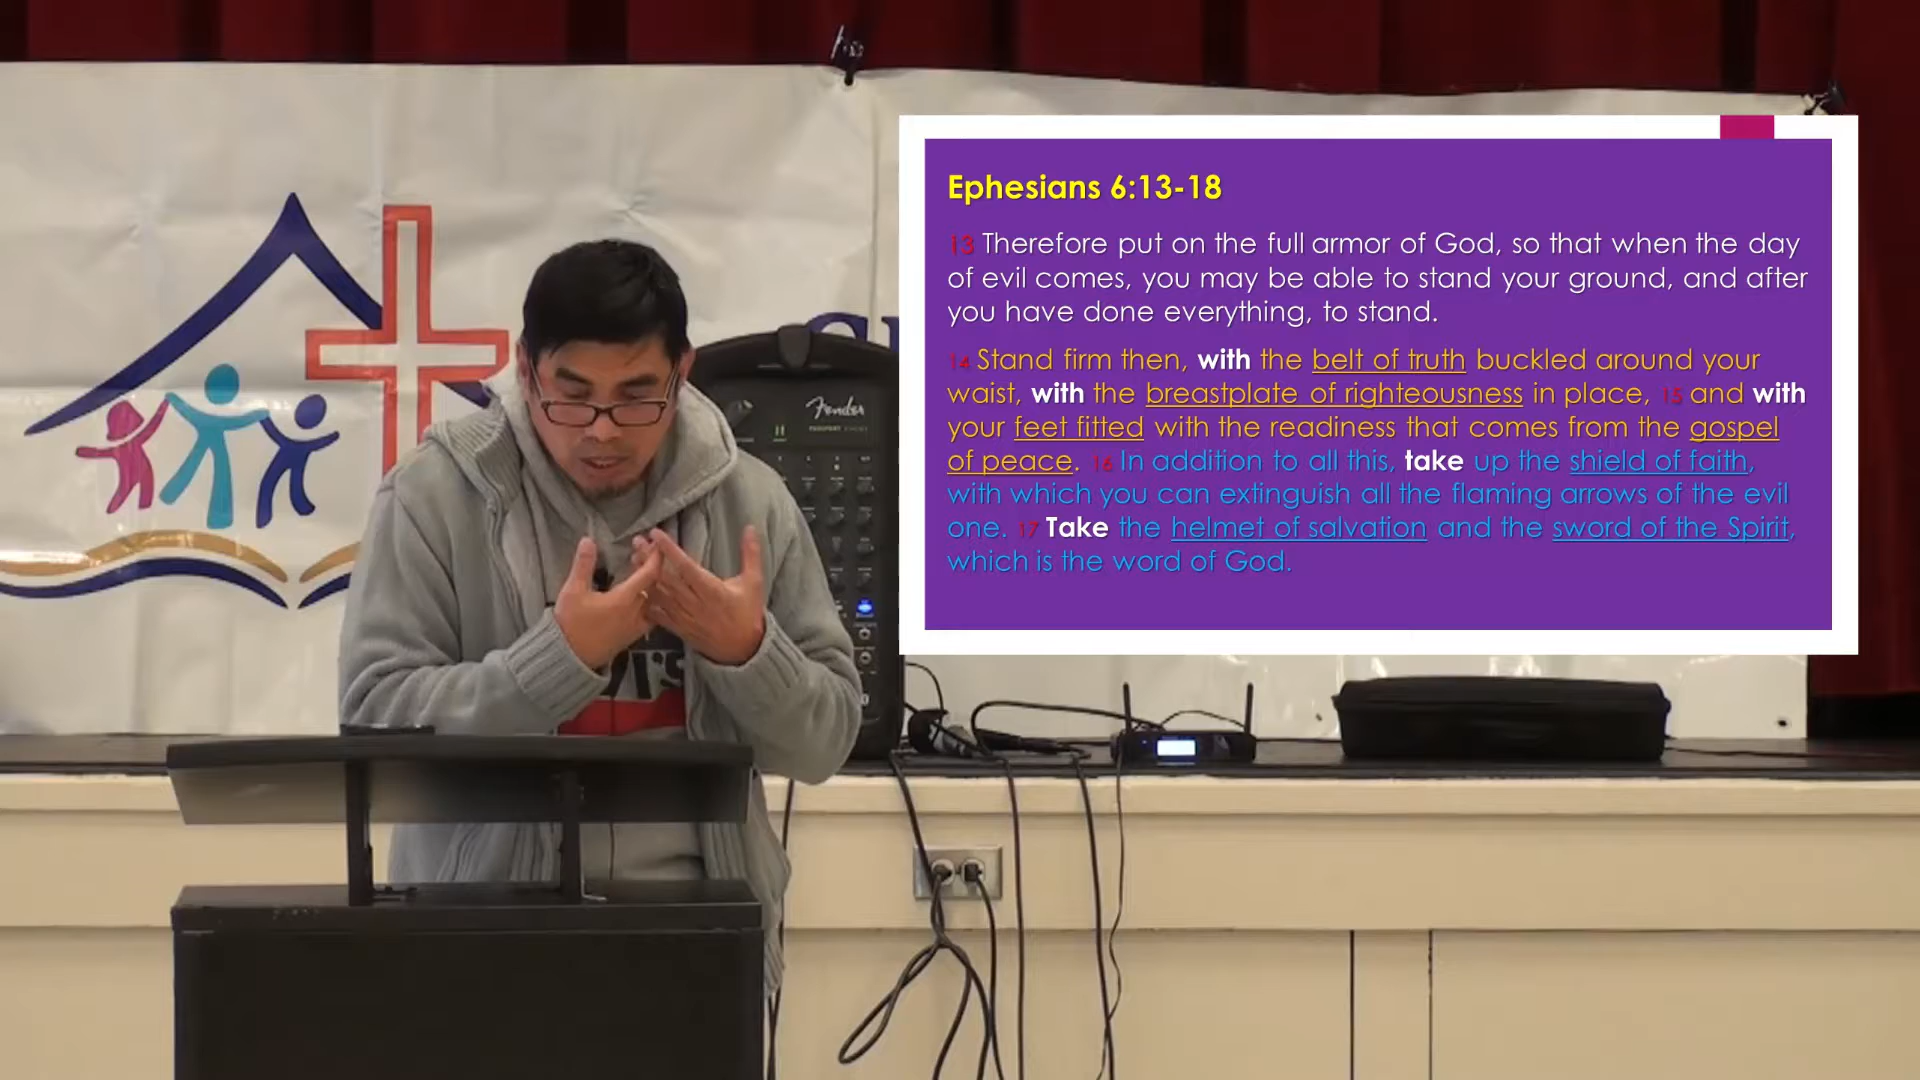 Ephesians 6:13-18
13 Therefore put on the full armor of God, so that when the day
of evil comes, you may be able to stand your ground, and after
you have done everything, to stand.
14 Stand firm then, with the belt of truth buckled around your
waist, with the breastplate of righteousness in place, 15 and with
your feet fitted with the readiness that comes from the gospel
of peace. 16 In addition to all this, take up the shield of faith,
with which you can extinguish all the flaming arrows of the evil
one. 17 Take the helmet of salvation and the sword of the Spirit,
which is the word of God.
Fender